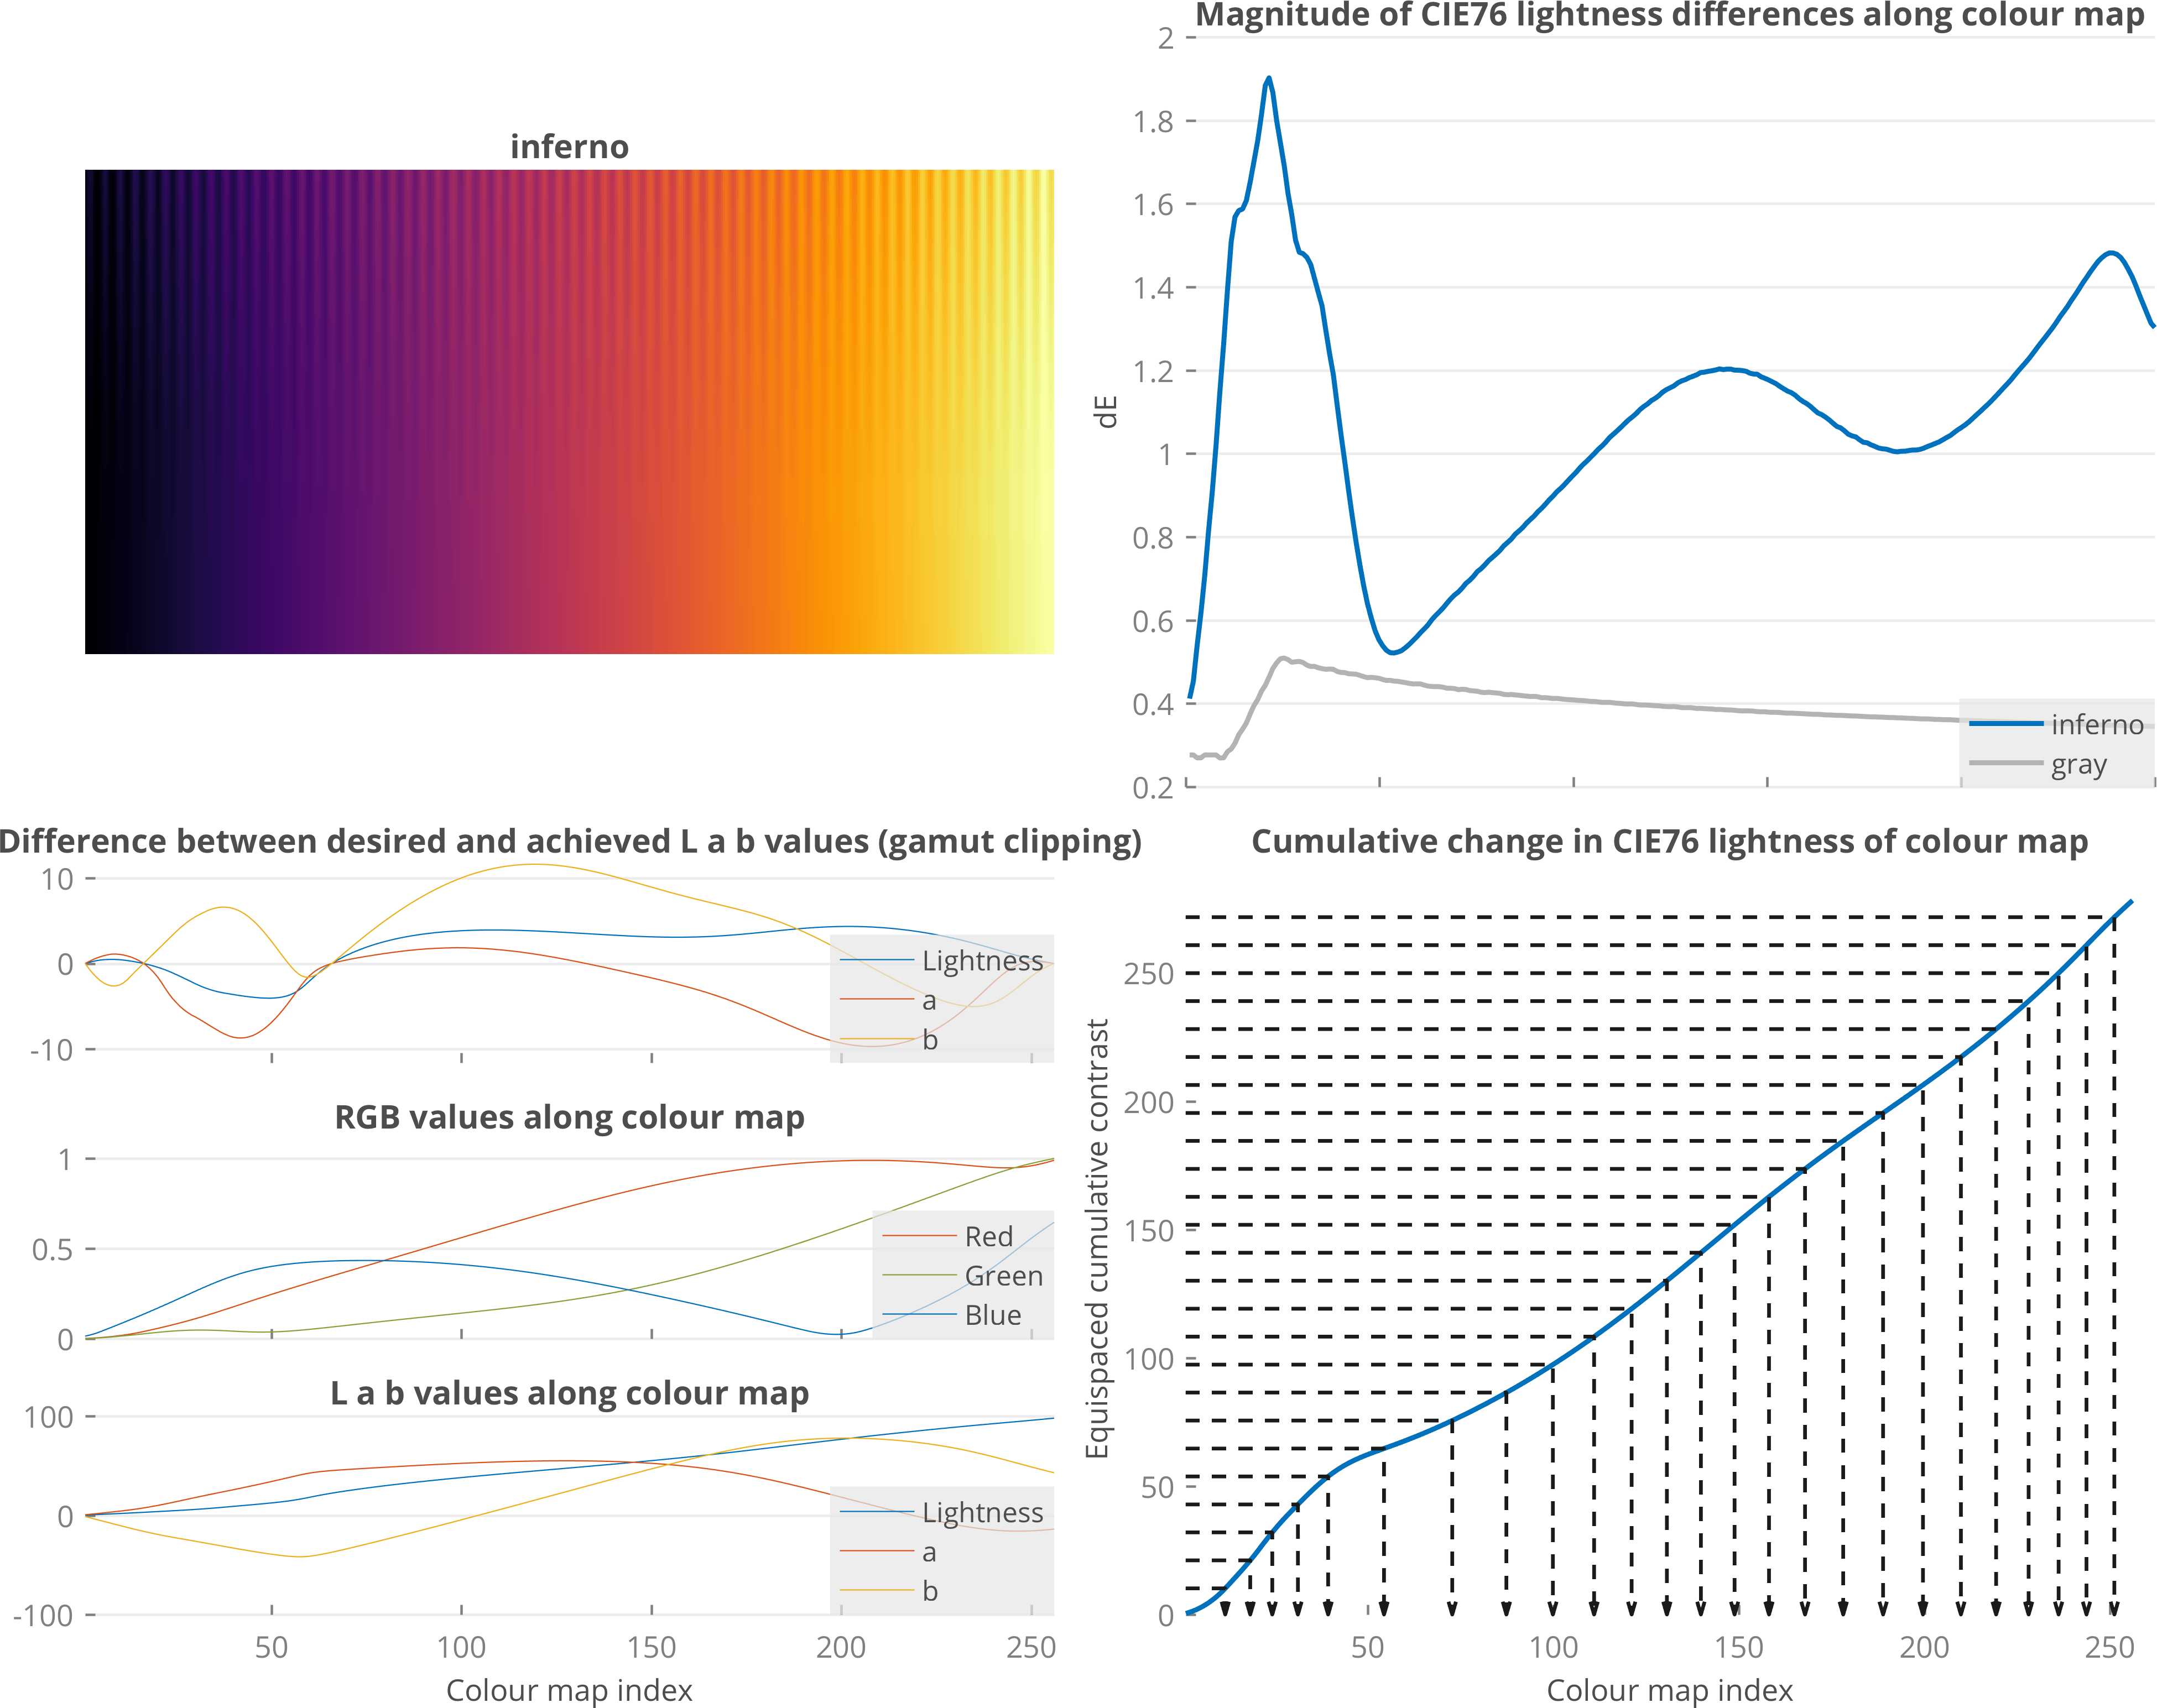 inferno
Magnitude of CIE76 lightness differences along colour map
2
1.8
1.6
1.4
1.2
1
0.8
0.6
0.4
0.2
dE
inferno
gray
Difference between desired and achieved L a b values (gamut clipping)
10
0
-10
Lightness
a
b
RGB values along colour map
1
0.5
0
Red
Green
Blue
L a b values along colour map
100
0
-100
Lightness
a
b
50 100 150 200 250
Colour map index
Cumulative change in CIE76 lightness of colour map
250
200
150
100
50
0
Equispaced cumulative contrast
50 100 150 200 250
Colour map index